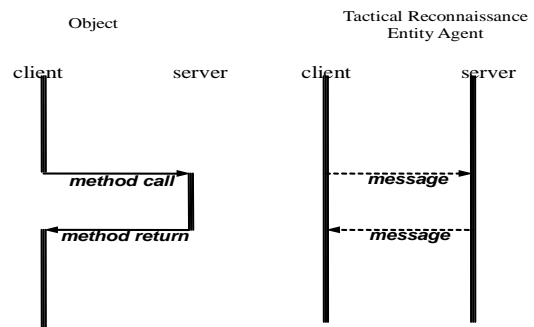 Object
Tactical Reconnaissance
Entity Agent
client server client server
method call message
method return message